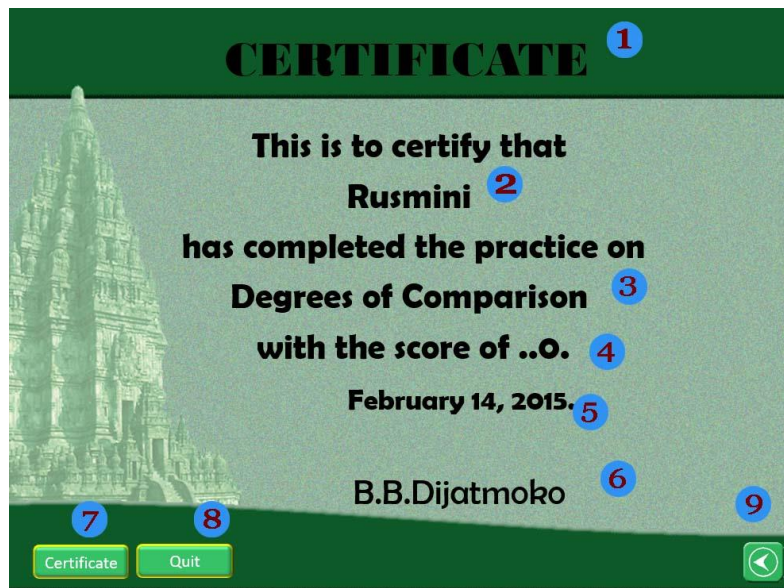 CERTIFICATE 1
This is to certify that
Rusmini 2
has completed the practice on
Degrees of Comparison 3
with the score of ..0. 4
February 14, 2015. 5
B.B.Dijatmoko 6
7 8 9
Certificate Quit